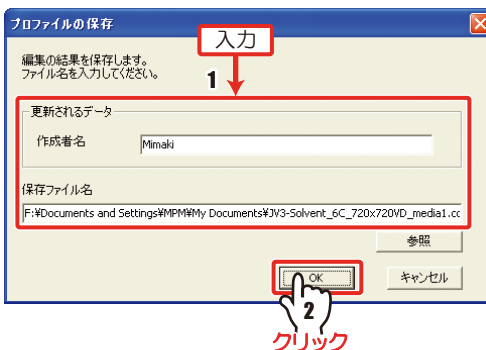 プロファイルの保存
入力
編集の結果を保存します。
ファイル名を入力してください。
1
更新されるデータ
作成者名
Mimaki
保存ファイル名
F:¥Documents and Settings¥MPM¥My Documents¥JV3-Solvent_6C_720x720VD_media1.cc
参照
OK
キャンセル
2
クリック